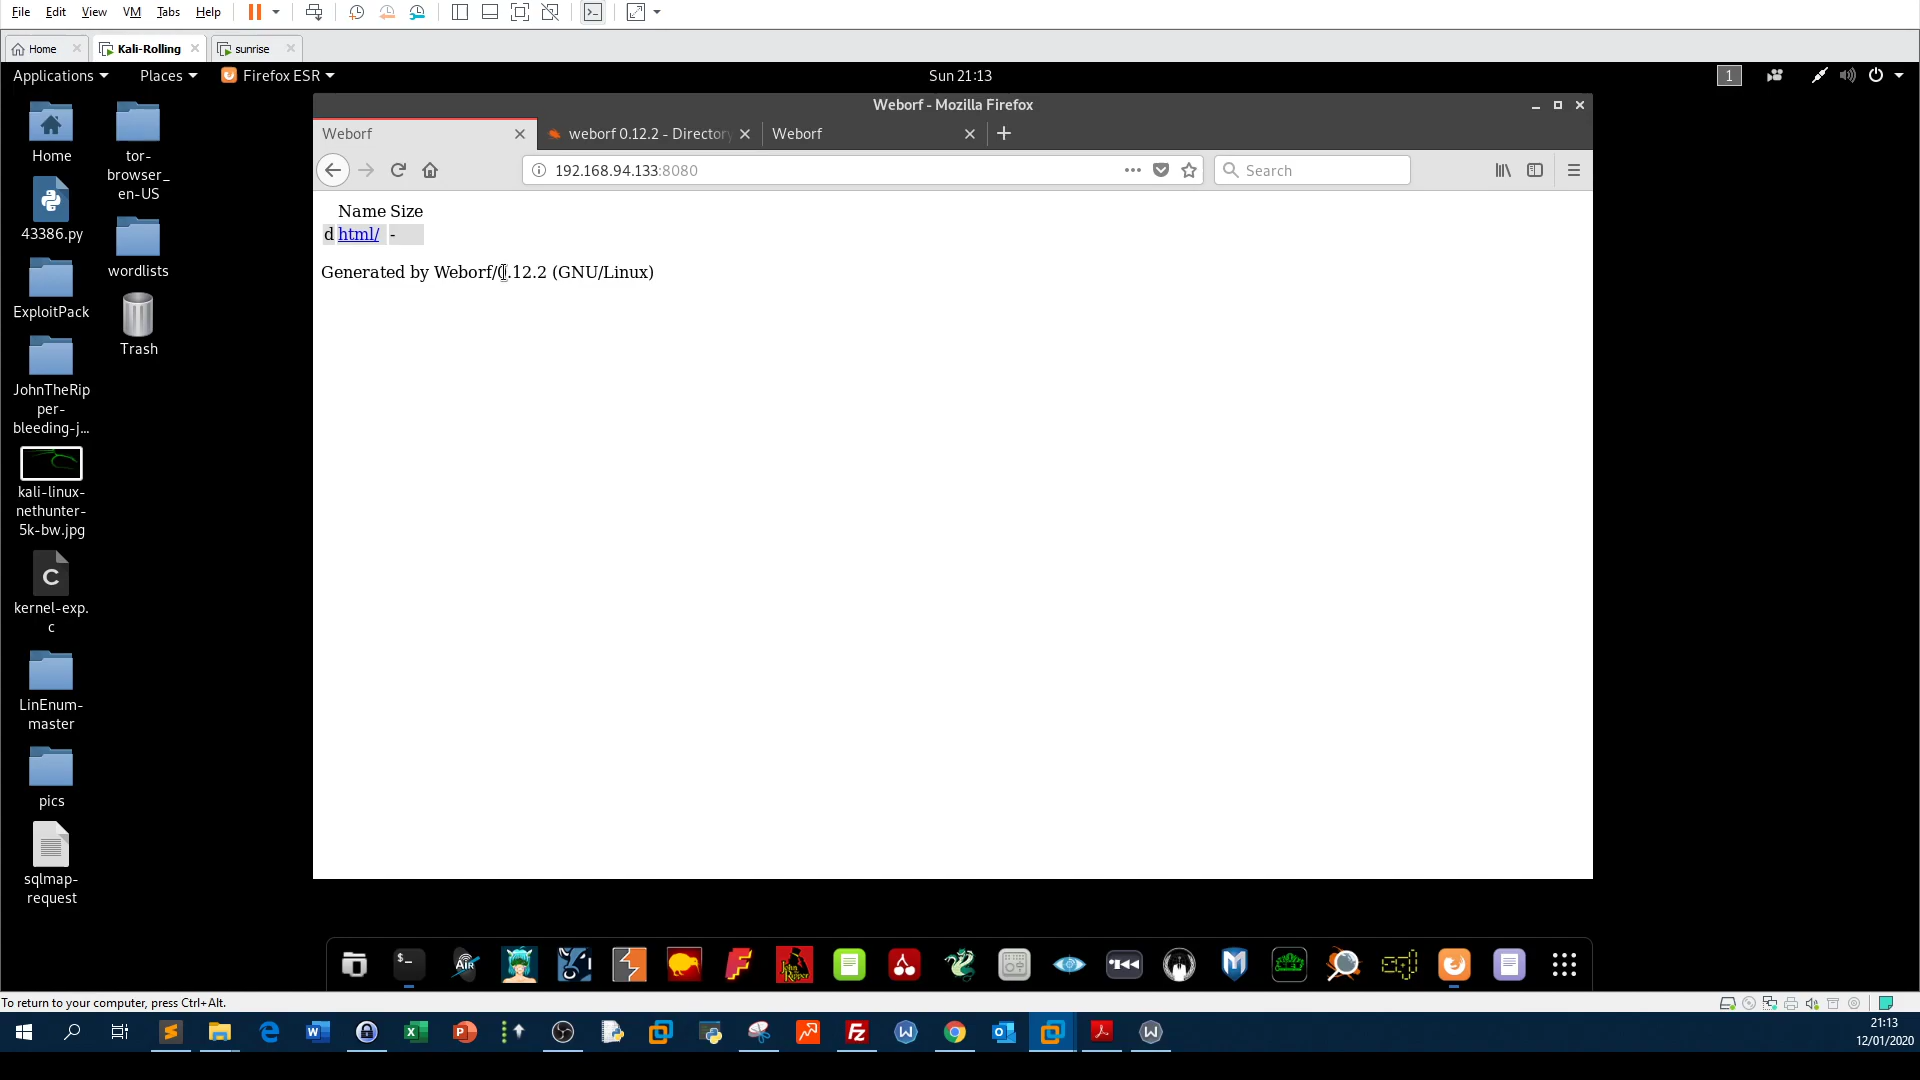 File Edit View VM Tabs Help
Home Kali-Rolling sunrise
Applications Places Firefox ESR Sun 21:13 1
Weborf - Mozilla Firefox
Weborf weborf 0.12.2 - Directory Weborf
192.168.94.133:8080 Search
Name Size
d html/ -
Generated by Weborf/0.12.2 (GNU/Linux)
Home
43386.py
ExploitPack
JohnTheRip
per-
bleeding-j...
kali-linux-
nethunter-
5k-bw.jpg
C
kernel-exp.
c
LinEnum-
master
pics
sqlmap-
request
tor-
browser_
en-US
wordlists
Trash
To return to your computer, press Ctrl+Alt.
21:13
12/01/2020